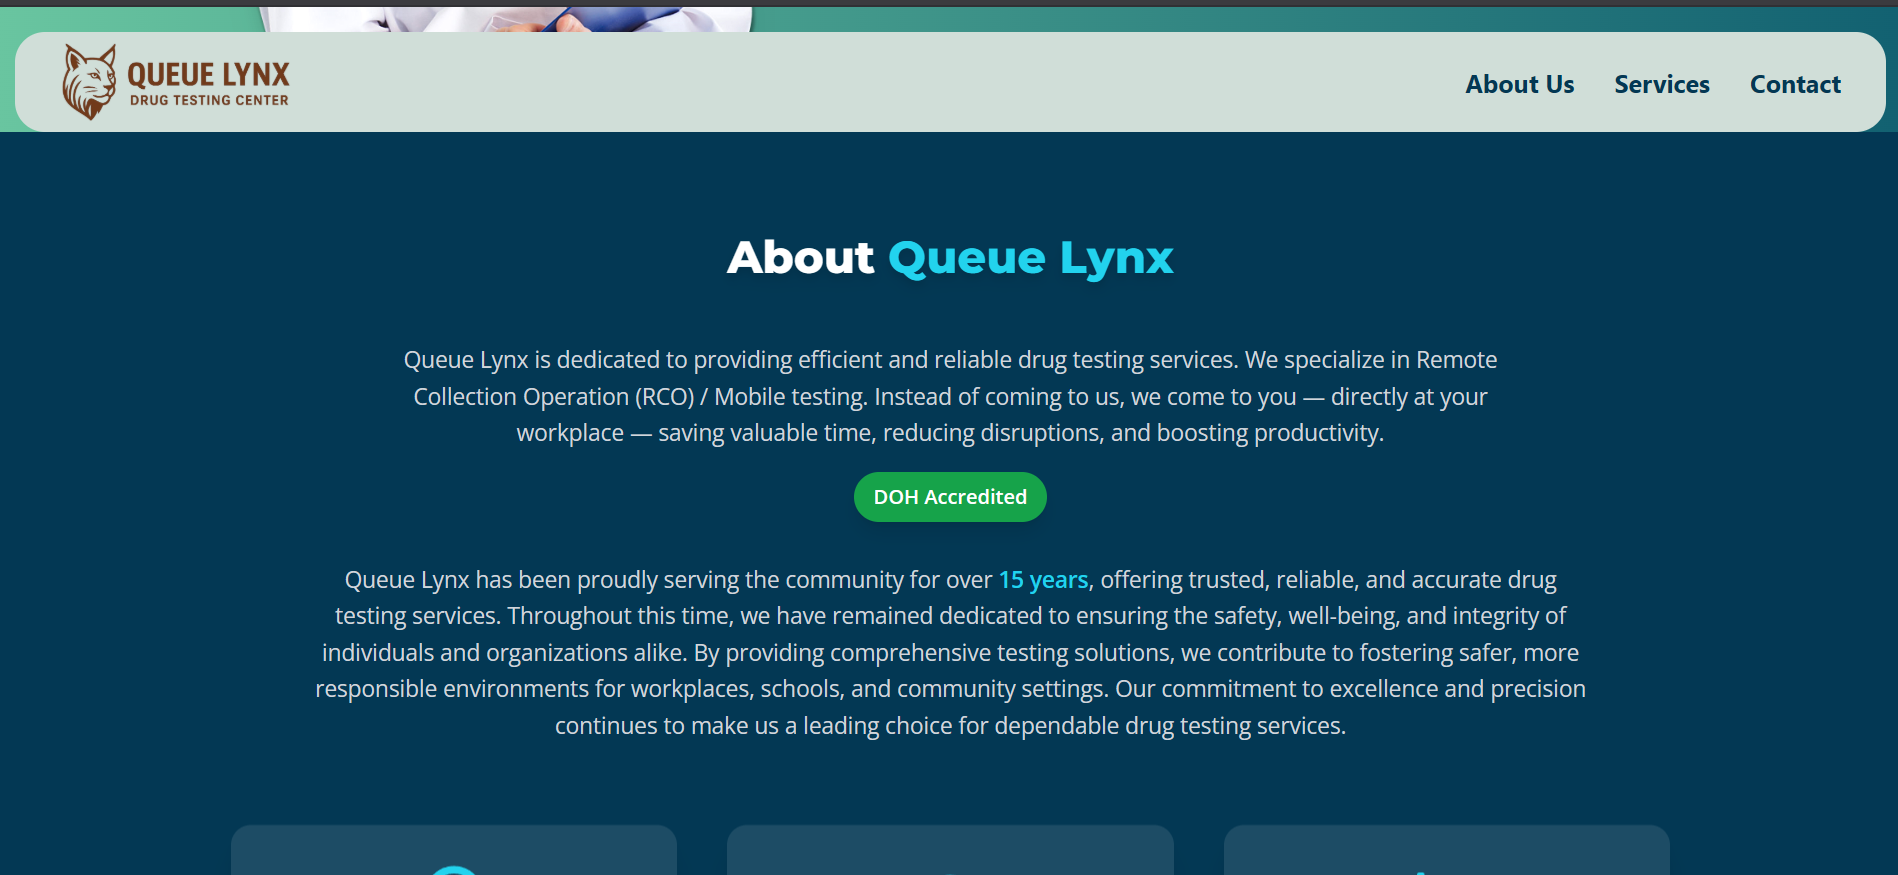 QUEUE LYNX
DRUG TESTING CENTER
About Us
Services
Contact
About Queue Lynx
Queue Lynx is dedicated to providing efficient and reliable drug testing services. We specialize in Remote
Collection Operation (RCO) / Mobile testing. Instead of coming to us, we come to you — directly at your
workplace — saving valuable time, reducing disruptions, and boosting productivity.
DOH Accredited
Queue Lynx has been proudly serving the community for over 15 years, offering trusted, reliable, and accurate drug
testing services. Throughout this time, we have remained dedicated to ensuring the safety, well-being, and integrity of
individuals and organizations alike. By providing comprehensive testing solutions, we contribute to fostering safer, more
responsible environments for workplaces, schools, and community settings. Our commitment to excellence and precision
continues to make us a leading choice for dependable drug testing services.